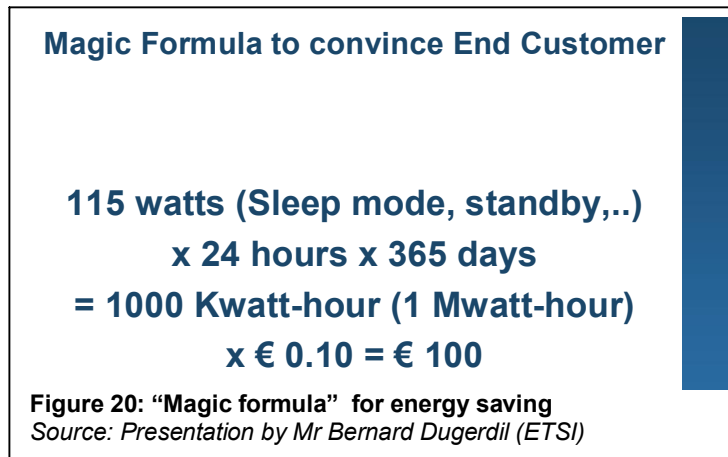 Magic Formula to convince End Customer
115 watts (Sleep mode, standby,..)
x 24 hours x 365 days
= 1000 Kwatt-hour (1 Mwatt-hour)
x € 0.10 = € 100
Figure 20: “Magic formula”  for energy saving
Source: Presentation by Mr Bernard Dugerdil (ETSI)